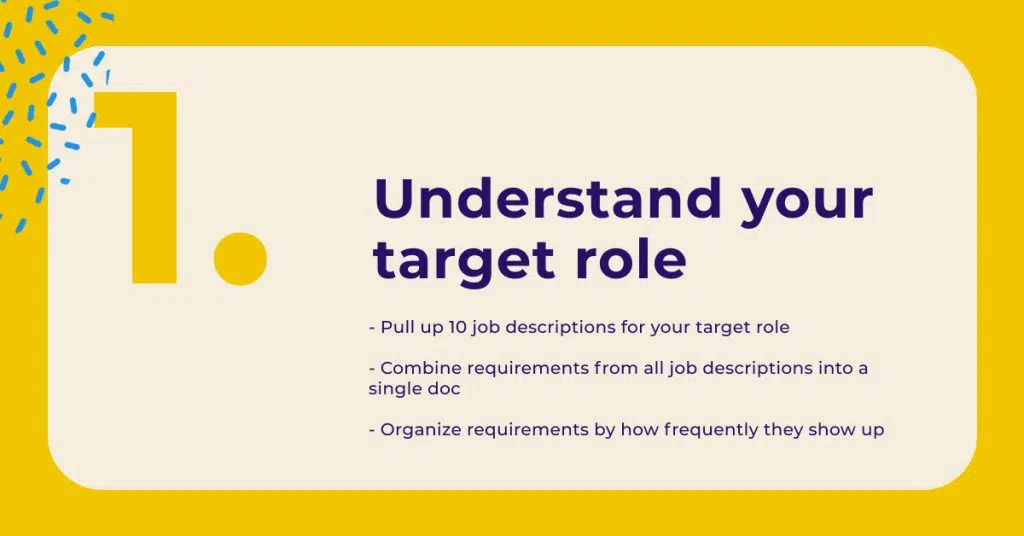 1.
Understand your
target role
- Pull up 10 job descriptions for your target role
- Combine requirements from all job descriptions into a
single doc
- Organize requirements by how frequently they show up